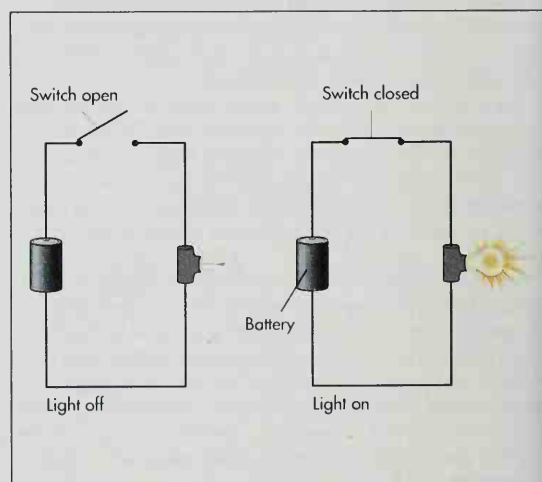 Switch open
Switch closed
Battery
Light off
Light on